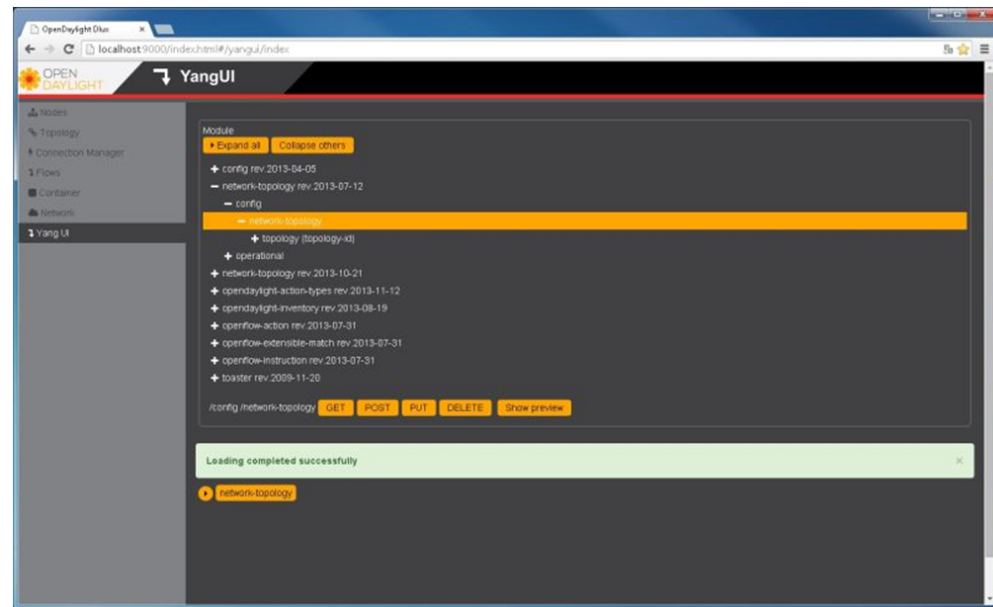 OpenDaylight Dlux
localhost:9000/index.html#/yangui/index
OPEN
DAYLIGHT
YangUI
Nodes
Topology
Connection Manager
Flows
Container
Network
Yang UI
Module
Expand all Collapse others
config rev.2013-04-05
network-topology rev.2013-07-12
config
network-topology
topology (topology-id)
operational
network-topology rev.2013-10-21
opendaylight-action-types rev.2013-11-12
opendaylight-inventory rev.2013-08-19
openflow-action rev.2013-07-31
openflow-extensible-match rev.2013-07-31
openflow-instruction rev.2013-07-31
toaster rev.2009-11-20
/config /network-topology GET POST PUT DELETE Show preview
Loading completed successfully
network-topology